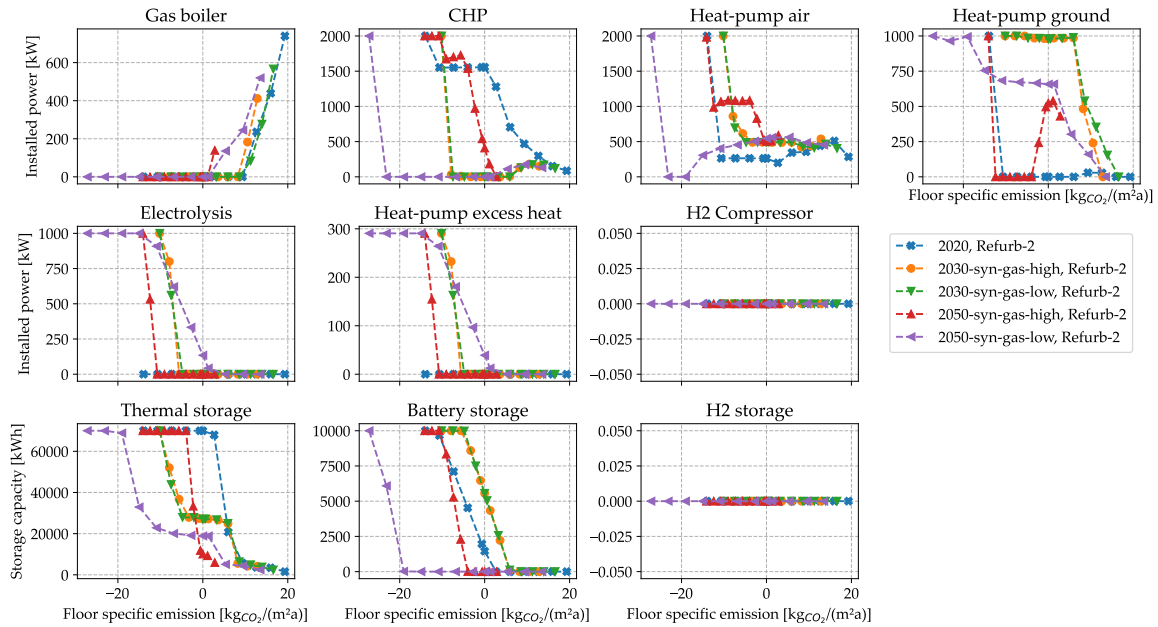 Gas boiler
CHP
Heat-pump air
Heat-pump ground
Installed power [kW]
600
400
200
0
2000
1500
1000
500
0
2000
1500
1000
500
0
1000
750
500
250
0
Floor specific emission [kgCO2/(m²a)]
Electrolysis
Heat-pump excess heat
H2 Compressor
Installed power [kW]
1000
750
500
250
0
300
200
100
0
0.050
0.025
0.000
−0.025
−0.050
2020, Refurb-2
2030-syn-gas-high, Refurb-2
2030-syn-gas-low, Refurb-2
2050-syn-gas-high, Refurb-2
2050-syn-gas-low, Refurb-2
Thermal storage
Battery storage
H2 storage
Storage capacity [kWh]
60000
40000
20000
0
10000
7500
5000
2500
0
0.050
0.025
0.000
−0.025
−0.050
−20 0 20
−20 0 20
−20 0 20
Floor specific emission [kgCO2/(m²a)]
Floor specific emission [kgCO2/(m²a)]
Floor specific emission [kgCO2/(m²a)]